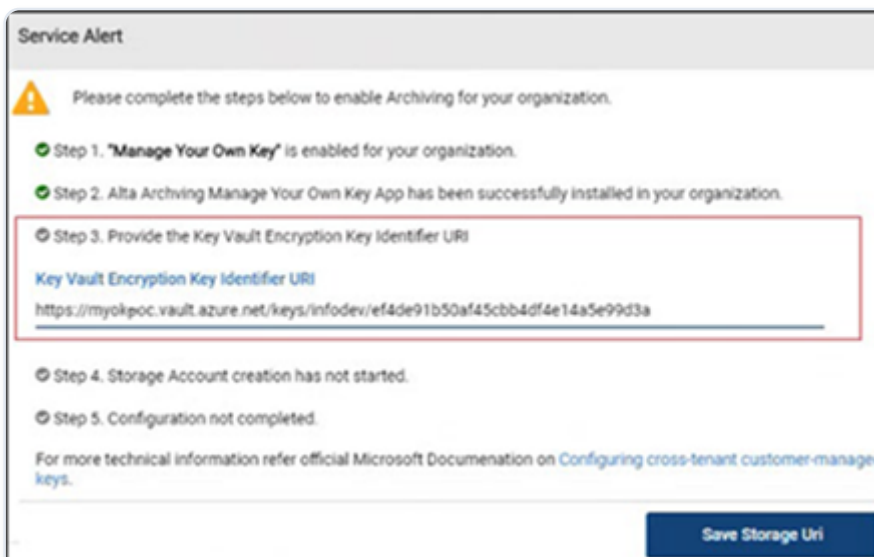 Service Alert
Please complete the steps below to enable Archiving for your organization.
Step 1. "Manage Your Own Key" is enabled for your organization.
Step 2. Alta Archving Manage Your Own Key App has been successfully installed in your organization.
Step 3. Provide the Key Vault Encryption Key Identifier URI
Key Vault Encryption Key Identifier URI
https://myokpoc.vault.azure.net/keys/infodev/ef4de91b50af45cbb4df4e14a5e99d3a
Step 4. Storage Account creation has not started.
Step 5. Configuration not completed.
For more technical information refer official Microsoft Documenation on Configuring cross-tenant customer-manage
keys.
Save Storage Uri